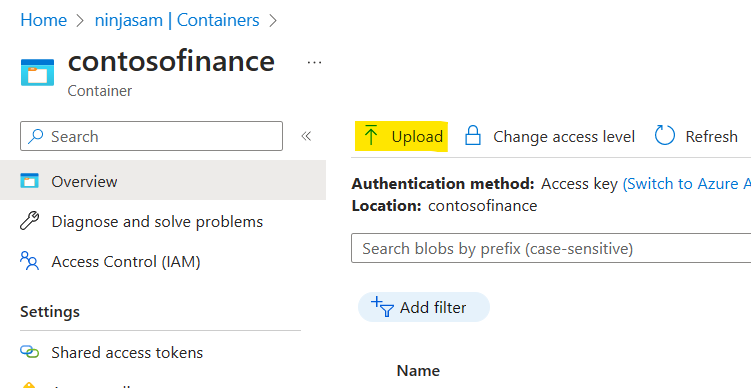 Home > ninjasam | Containers >
contosofinance ...
Container
Search «
Overview
Diagnose and solve problems
Access Control (IAM)
Settings
Shared access tokens
Upload Change access level Refresh
Authentication method: Access key (Switch to Azure A
Location: contosofinance
Search blobs by prefix (case-sensitive)
Add filter
Name